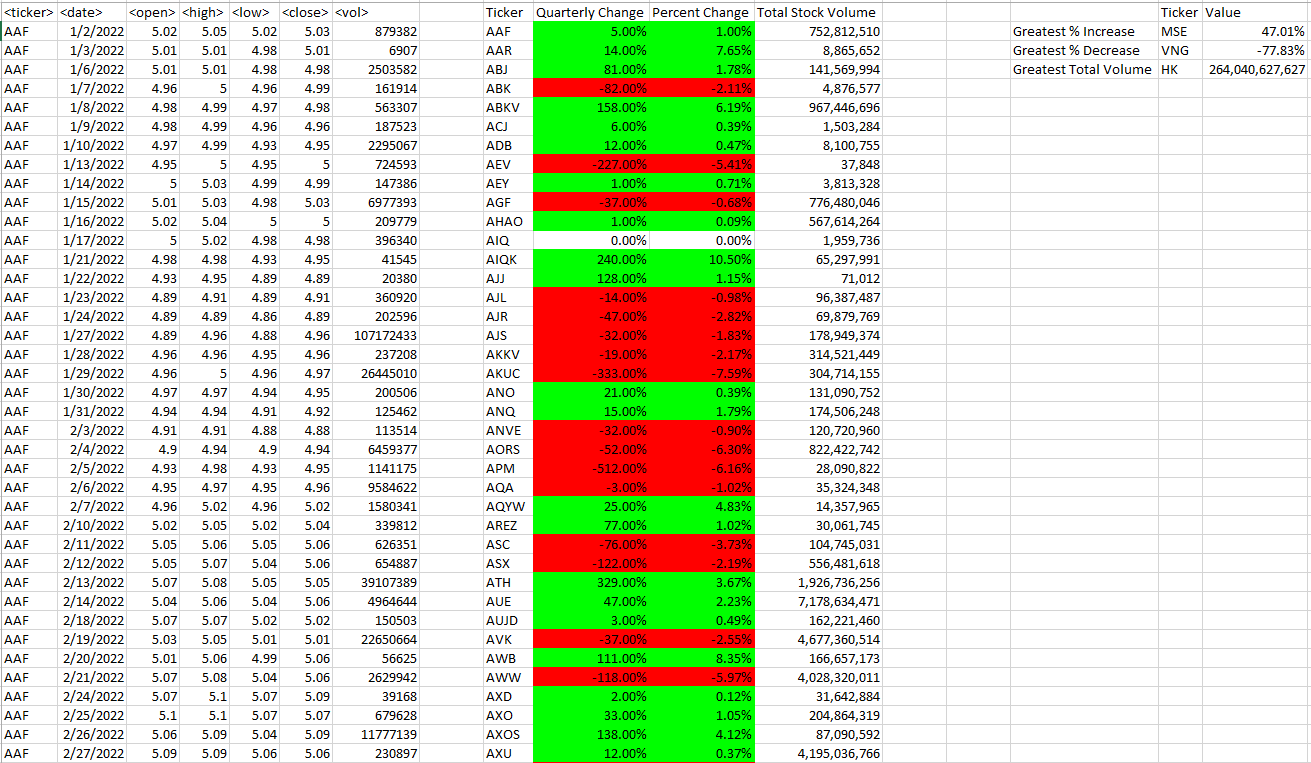 <ticker> <date> <open> <high> <low> <close> <vol> Ticker Quarterly Change Percent Change Total Stock Volume Ticker Value
AAF 1/2/2022 5.02 5.05 5.02 5.03 879382 AAF 5.00% 1.00% 752,812,510 Greatest % Increase MSE 47.01%
AAF 1/3/2022 5.01 5.01 4.98 5.01 6907 AAR 14.00% 7.65% 8,865,652 Greatest % Decrease VNG -77.83%
AAF 1/6/2022 5.01 5.01 4.98 4.98 2503582 ABJ 81.00% 1.78% 141,569,994 Greatest Total Volume HK 264,040,627,627
AAF 1/7/2022 4.96 5 4.96 4.99 161914 ABK -82.00% -2.11% 4,876,577
AAF 1/8/2022 4.98 4.99 4.97 4.98 563307 ABKV 158.00% 6.19% 967,446,696
AAF 1/9/2022 4.98 4.99 4.96 4.96 187523 ACJ 6.00% 0.39% 1,503,284
AAF 1/10/2022 4.97 4.99 4.93 4.95 2295067 ADB 12.00% 0.47% 8,100,755
AAF 1/13/2022 4.95 5 4.95 5 724593 AEV -227.00% -5.41% 37,848
AAF 1/14/2022 5 5.03 4.99 4.99 147386 AEY 1.00% 0.71% 3,813,328
AAF 1/15/2022 5.01 5.03 4.98 5.03 6977393 AGF -37.00% -0.68% 776,480,046
AAF 1/16/2022 5.02 5.04 5 5 209779 AHAO 1.00% 0.09% 567,614,264
AAF 1/17/2022 5 5.02 4.98 4.98 396340 AIQ 0.00% 0.00% 1,959,736
AAF 1/21/2022 4.98 4.98 4.93 4.95 41545 AIQK 240.00% 10.50% 65,297,991
AAF 1/22/2022 4.93 4.95 4.89 4.89 20380 AJJ 128.00% 1.15% 71,012
AAF 1/23/2022 4.89 4.91 4.89 4.91 360920 AJL -14.00% -0.98% 96,387,487
AAF 1/24/2022 4.89 4.89 4.86 4.89 202596 AJR -47.00% -2.82% 69,879,769
AAF 1/27/2022 4.89 4.96 4.88 4.96 107172433 AJS -32.00% -1.83% 178,949,374
AAF 1/28/2022 4.96 4.96 4.95 4.96 237208 AKKV -19.00% -2.17% 314,521,449
AAF 1/29/2022 4.96 5 4.96 4.97 26445010 AKUC -333.00% -7.59% 304,714,155
AAF 1/30/2022 4.97 4.97 4.94 4.95 200506 ANO 21.00% 0.39% 131,090,752
AAF 1/31/2022 4.94 4.94 4.91 4.92 125462 ANQ 15.00% 1.79% 174,506,248
AAF 2/3/2022 4.91 4.91 4.88 4.88 113514 ANVE -32.00% -0.90% 120,720,960
AAF 2/4/2022 4.9 4.94 4.9 4.94 6459377 AORS -52.00% -6.30% 822,422,742
AAF 2/5/2022 4.93 4.98 4.93 4.95 1141175 APM -512.00% -6.16% 28,090,822
AAF 2/6/2022 4.95 4.97 4.95 4.96 9584622 AQA -3.00% -1.02% 35,324,348
AAF 2/7/2022 4.96 5.02 4.96 5.02 1580341 AQYW 25.00% 4.83% 14,357,965
AAF 2/10/2022 5.02 5.05 5.02 5.04 339812 AREZ 77.00% 1.02% 30,061,745
AAF 2/11/2022 5.05 5.06 5.05 5.06 626351 ASC -76.00% -3.73% 104,745,031
AAF 2/12/2022 5.05 5.07 5.04 5.06 654887 ASX -122.00% -2.19% 556,481,618
AAF 2/13/2022 5.07 5.08 5.05 5.05 39107389 ATH 329.00% 3.67% 1,926,736,256
AAF 2/14/2022 5.04 5.06 5.04 5.06 4964644 AUE 47.00% 2.23% 7,178,634,471
AAF 2/18/2022 5.07 5.07 5.02 5.02 150503 AUJD 3.00% 0.49% 162,221,460
AAF 2/19/2022 5.03 5.05 5.01 5.01 22650664 AVK -37.00% -2.55% 4,677,360,514
AAF 2/20/2022 5.01 5.06 4.99 5.06 56625 AWB 111.00% 8.35% 166,657,173
AAF 2/21/2022 5.07 5.08 5.04 5.06 2629942 AWW -118.00% -5.97% 4,028,320,011
AAF 2/24/2022 5.07 5.1 5.07 5.09 39168 AXD 2.00% 0.12% 31,642,884
AAF 2/25/2022 5.1 5.1 5.07 5.07 679628 AXO 33.00% 1.05% 204,864,319
AAF 2/26/2022 5.06 5.09 5.04 5.09 11777139 AXOS 138.00% 4.12% 87,090,592
AAF 2/27/2022 5.09 5.09 5.06 5.06 230897 AXU 12.00% 0.37% 4,195,036,766